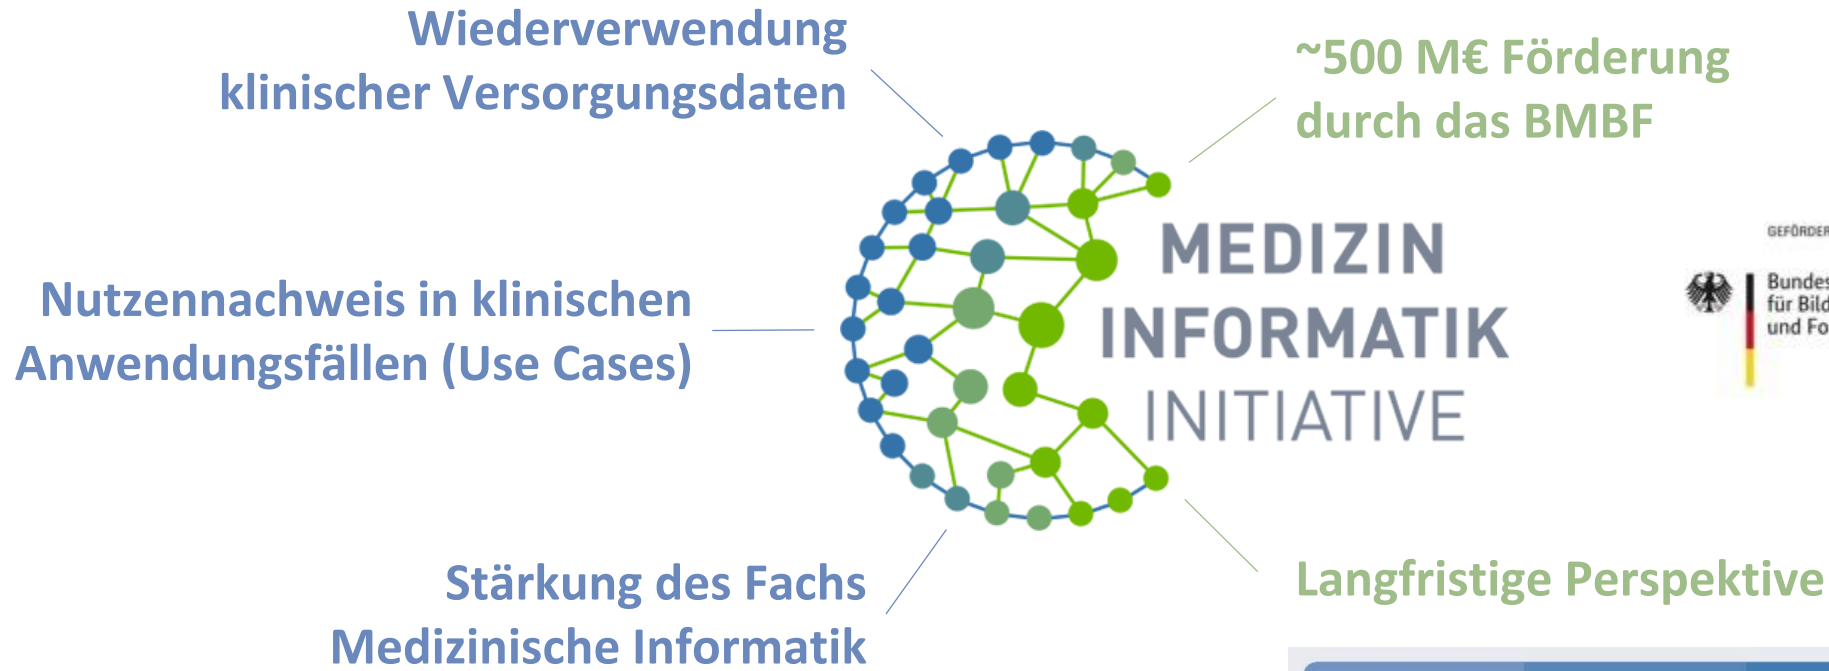 Wiederverwendung
klinischer Versorgungsdaten
~500 M€ Förderung
durch das BMBF
MEDIZIN
INFORMATIK
INITIATIVE
Nutzennachweis in klinischen
Anwendungsfällen (Use Cases)
Stärkung des Fachs
Medizinische Informatik
Langfristige Perspektive
und